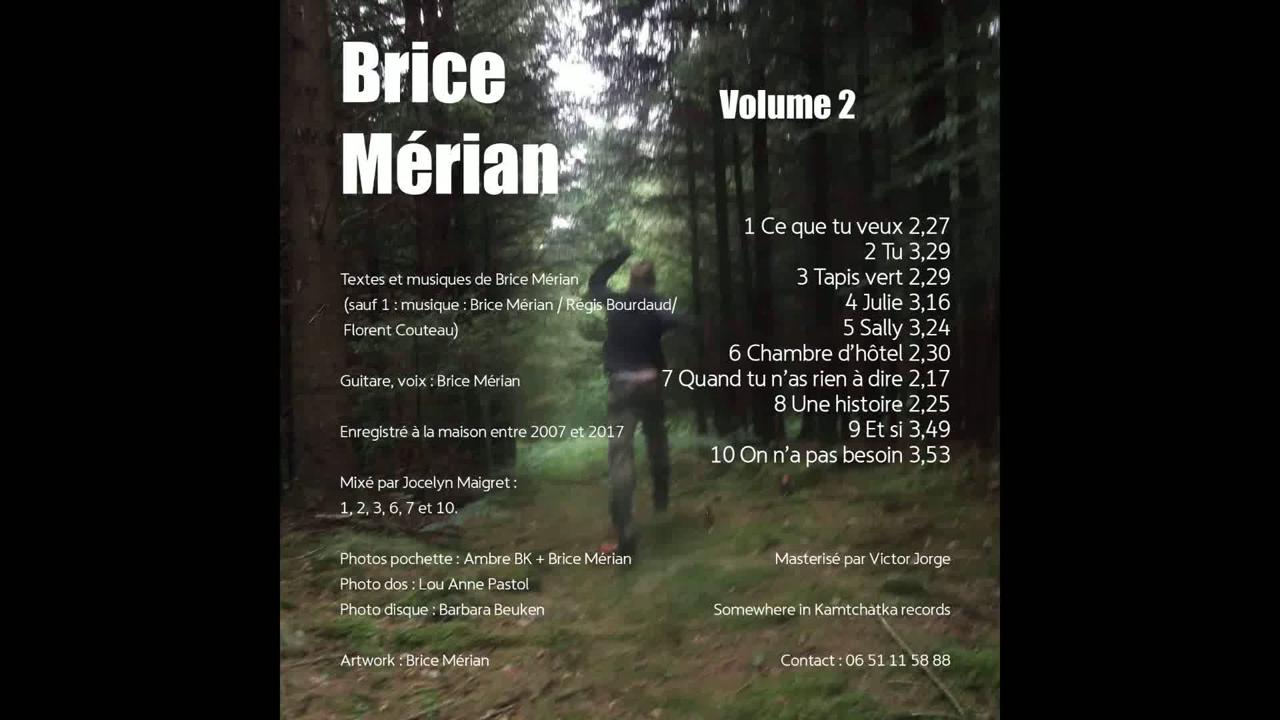 Brice
Mérian
Volume 2
1 Ce que tu veux 2,27
2 Tu 3,29
3 Tapis vert 2,29
4 Julie 3,16
5 Sally 3,24
6 Chambre d’hôtel 2,30
7 Quand tu n’as rien à dire 2,17
8 Une histoire 2,25
9 Et si 3,49
10 On n’a pas besoin 3,53
Textes et musiques de Brice Mérian
(sauf 1 : musique : Brice Mérian / Régis Bourdaud/
Florent Couteau)
Guitare, voix : Brice Mérian
Enregistré à la maison entre 2007 et 2017
Mixé par Jocelyn Maigret :
1, 2, 3, 6, 7 et 10.
Photos pochette : Ambre BK + Brice Mérian
Photo dos : Lou Anne Pastol
Photo disque : Barbara Beuken
Artwork : Brice Mérian
Masterisé par Victor Jorge
Somewhere in Kamtchatka records
Contact : 06 51 11 58 88